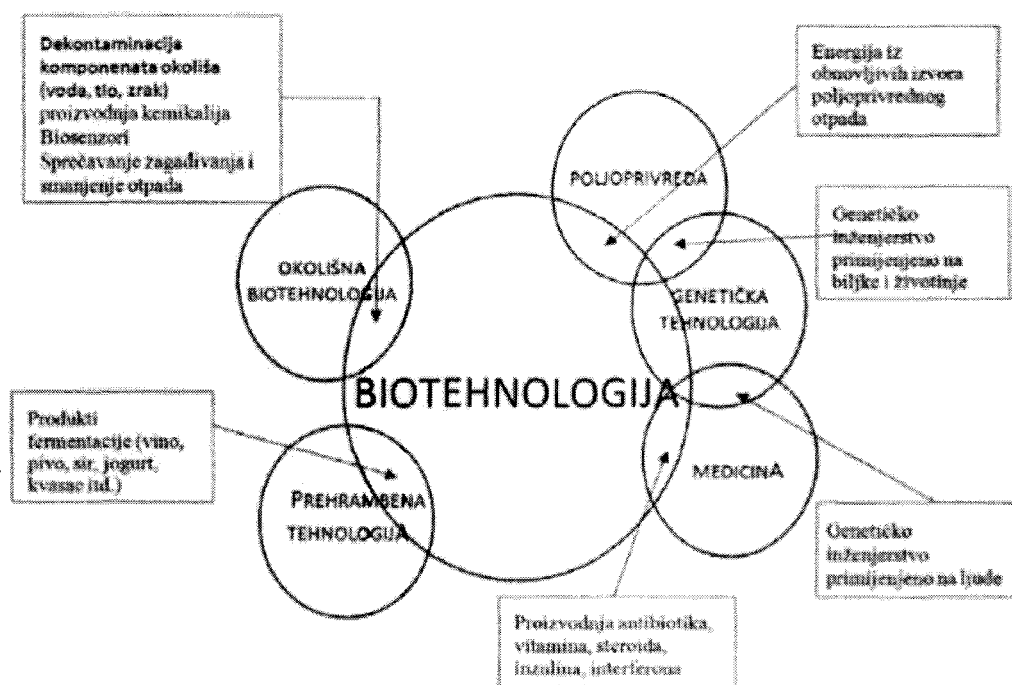 Dekontaminacija
komponenata okoliša
(voda, tlo, zrak)
proizvodnja kemikalija
Biosenzori
Sprečavanje zagađivanja i
smanjenje otpada
Energija iz
obnovljivih izvora
poljoprivrednog
otpada
POLJOPRIVREDA
Genetičko
inženjerstvo
primijenjeno na
biljke i životinje
OKOLIŠNA
BIOTEHNOLOGIJA
GENETIČKA
TEHNOLOGIJA
BIOTEHNOLOGIJA
Produkti
fermentacije (vino,
pivo, sir, jogurt,
kvasac itd.)
MEDICINA
PREHRAMBENA
TEHNOLOGIJA
Genetičko
inženjerstvo
primijenjeno na ljude
Proizvodnja antibiotika,
vitamina, steroida,
inzulina, interferona